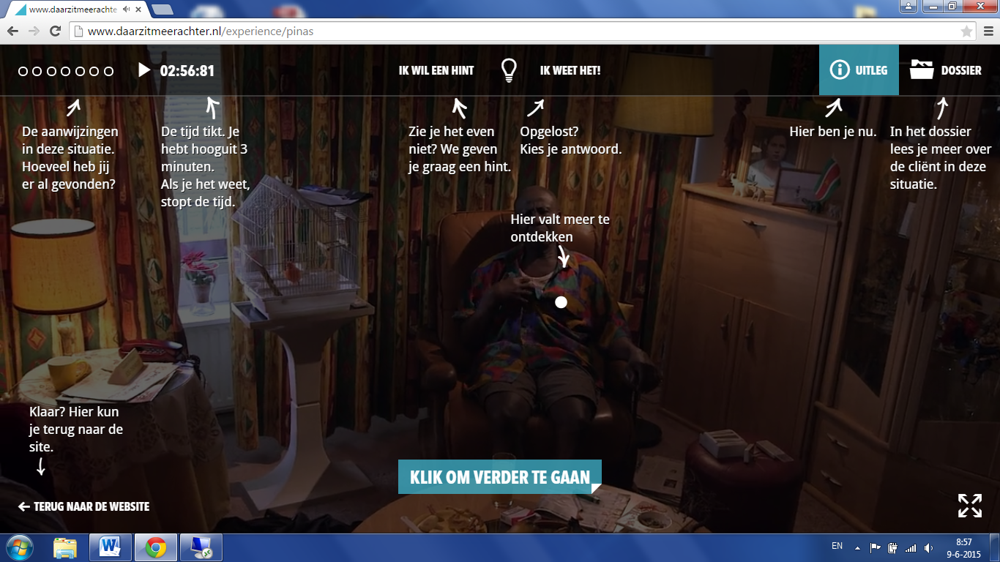 www.daarzitmeerachte
www.daarzitmeerachter.nl/experience/pinas
02:56:81
IK WIL EEN HINT
IK WEET HET!
UITLEG
DOSSIER
De aanwijzingen
in deze situatie.
Hoeveel heb jij
er al gevonden?
De tijd tikt. Je
hebt hooguit 3
minuten.
Als je het weet,
stopt de tijd.
Zie je het even
niet? We geven
je graag een hint.
Opgelost?
Kies je antwoord.
Hier ben je nu.
In het dossier
lees je meer over
de cliënt in deze
situatie.
Hier valt meer te
ontdekken
Klaar? Hier kun
je terug naar de
site.
KLIK OM VERDER TE GAAN
TERUG NAAR DE WEBSITE
EN
8:57
9-6-2015